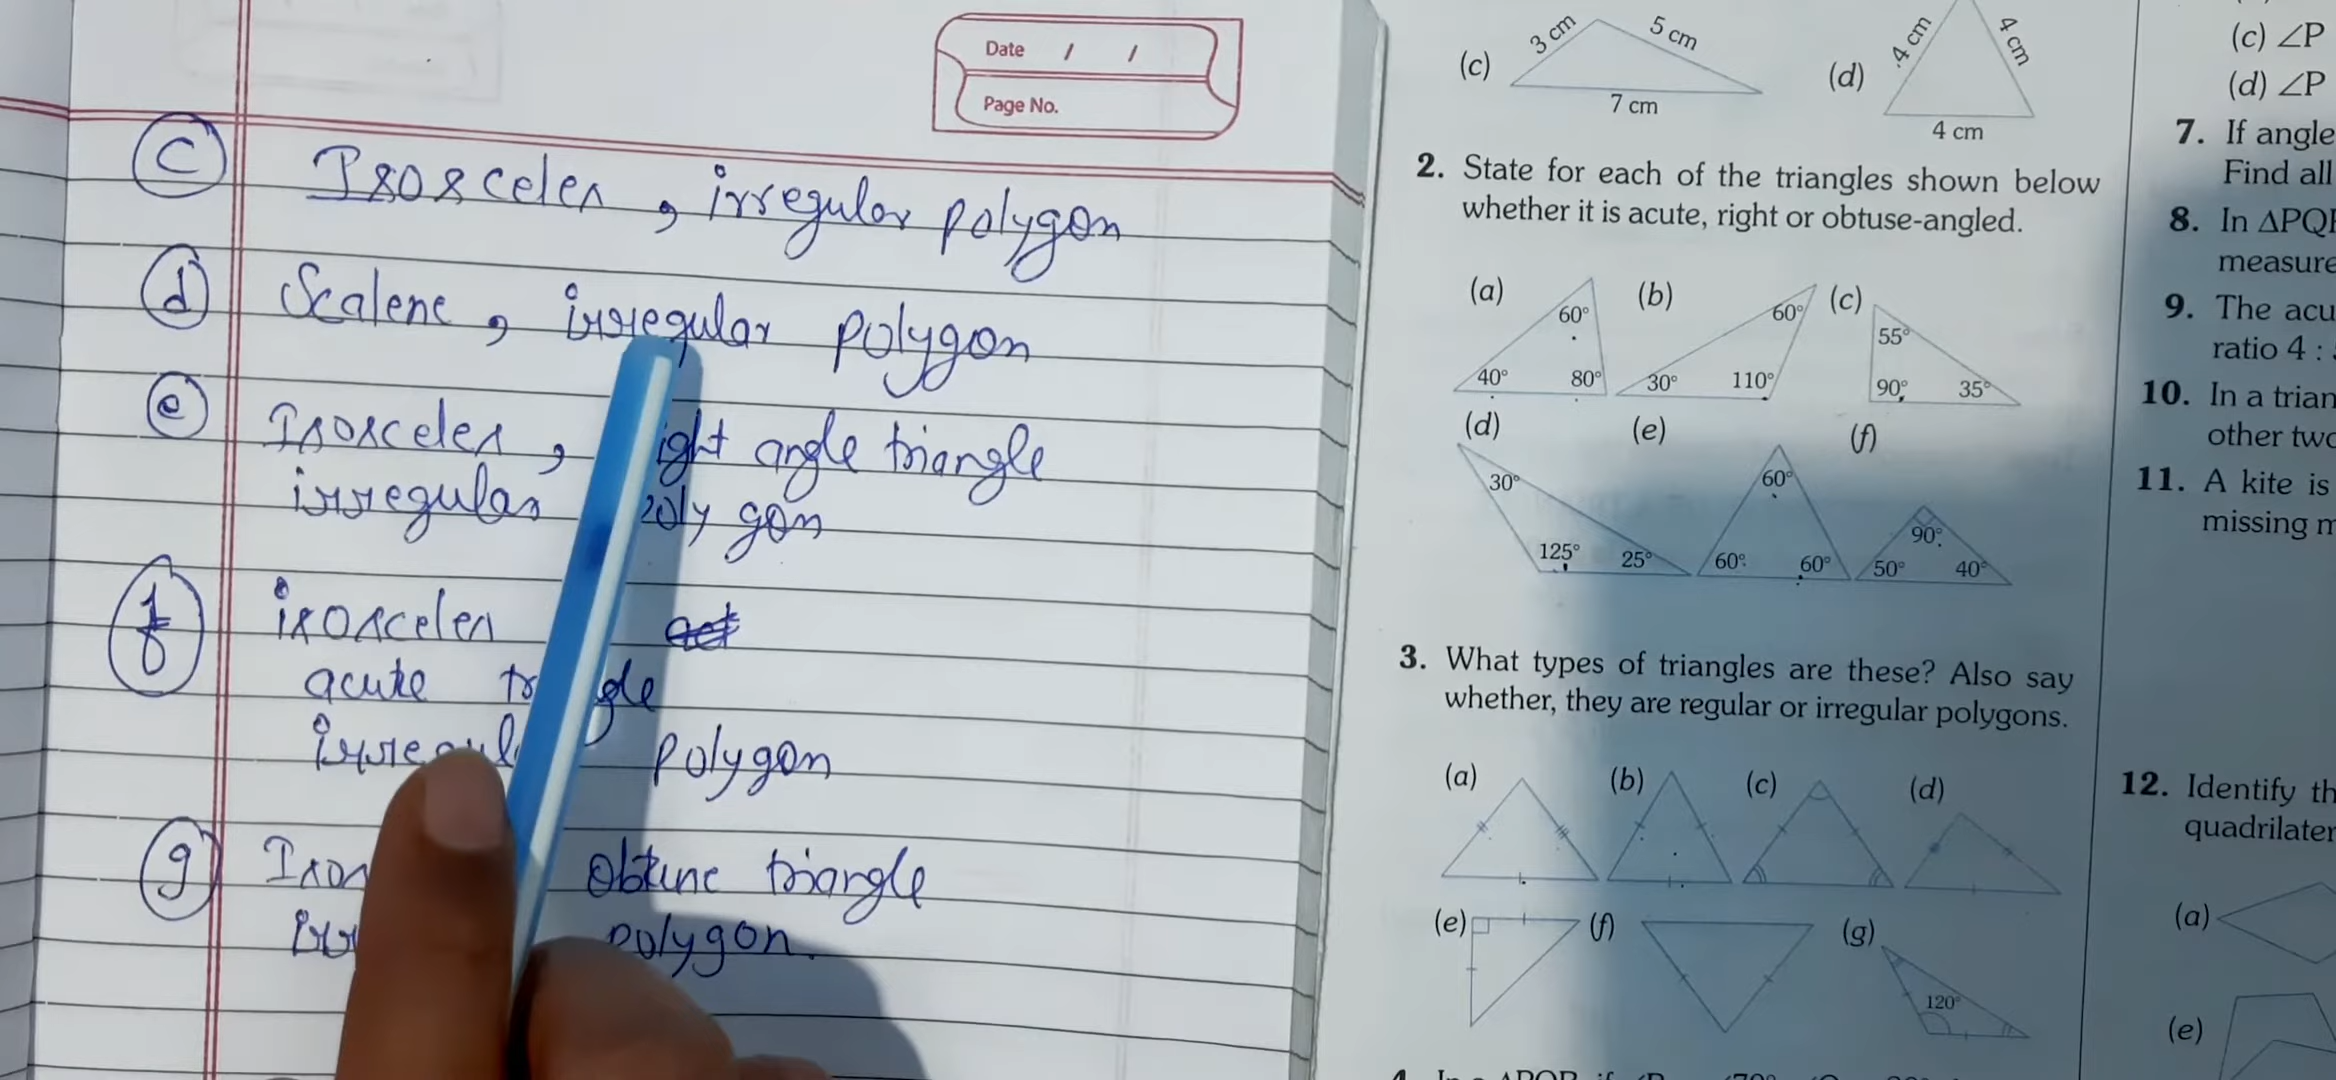 Date / /
Page No.
c Isosceles, irregular polygon
d Scalene, irregular polygon
e Isosceles, ight angle triangle
irregular poly gon
f isosceles
acute
polygon
g obtuse triangle
polygon.
(c) 3 cm 5 cm
7 cm
(d) 4 cm 4 cm
4 cm
2. State for each of the triangles shown below
whether it is acute, right or obtuse-angled.
(a) 60° 40° 80°
(b) 60° 30° 110°
(c) 55° 90° 35°
(d) 30° 125° 25°
(e) 60° 60° 60°
(f) 90° 50° 40°
3. What types of triangles are these? Also say
whether, they are regular or irregular polygons.
(a) (b) (c) (d)
(e) (f) (g) 120°
(c) ∠P
(d) ∠P
7. If angle
Find all
8. In ΔPQ
measure
9. The acu
ratio 4 :
10. In a trian
other two
11. A kite is
missing m
12. Identify th
quadrilater
(a)
(e)